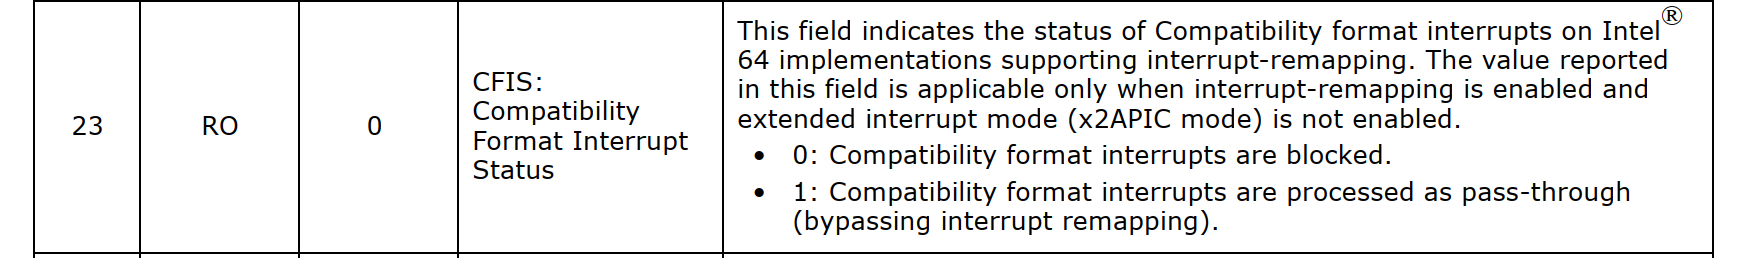 23
RO
0
CFIS:
Compatibility
Format Interrupt
Status
This field indicates the status of Compatibility format interrupts on Intel®
64 implementations supporting interrupt-remapping. The value reported
in this field is applicable only when interrupt-remapping is enabled and
extended interrupt mode (x2APIC mode) is not enabled.
• 0: Compatibility format interrupts are blocked.
• 1: Compatibility format interrupts are processed as pass-through
(bypassing interrupt remapping).